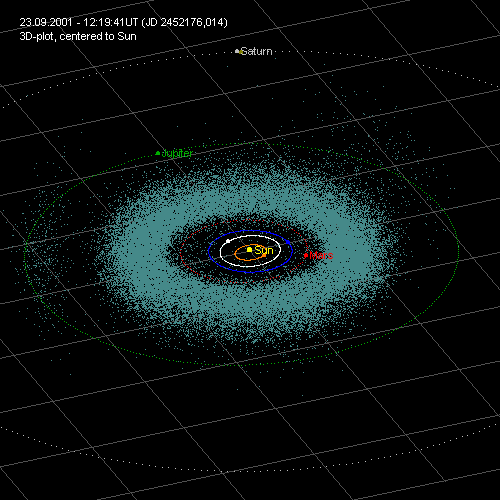 23.09.2001 - 12:19:41UT (JD 2452176,014)
3D-plot, centered to Sun
Saturn
Jupiter
Sun
Mars